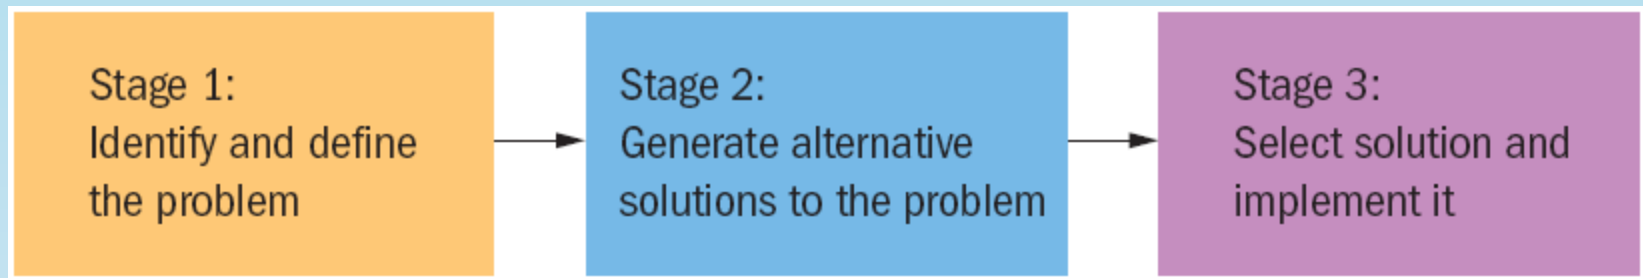 Stage 1:
Identify and define
the problem
Stage 2:
Generate alternative
solutions to the problem
Stage 3:
Select solution and
implement it